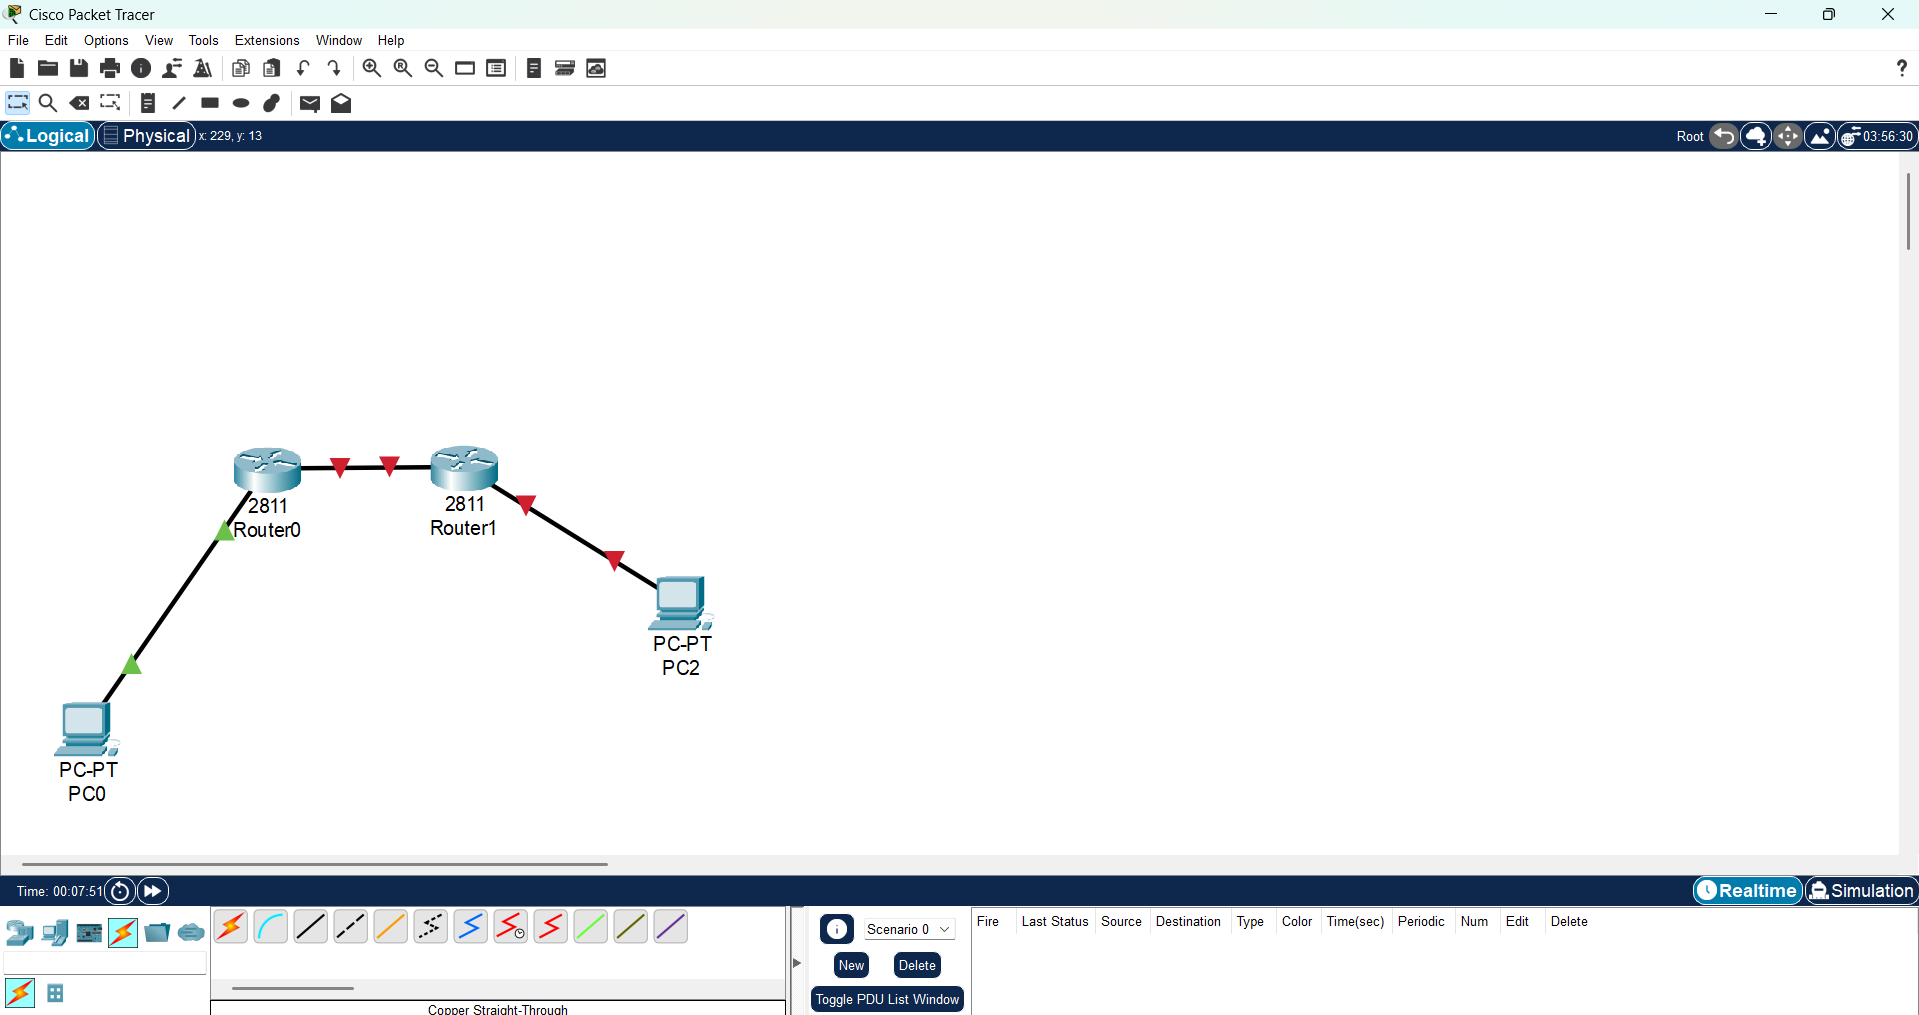 Cisco Packet Tracer
File Edit Options View Tools Extensions Window Help
?
Logical Physical x: 229, y: 13 Root 03:56:30
2811
Router0
2811
Router1
PC-PT
PC2
PC-PT
PC0
Time: 00:07:51 Realtime Simulation
Scenario 0
New Delete
Toggle PDU List Window
Fire Last Status Source Destination Type Color Time(sec) Periodic Num Edit Delete
Copper Straight-Through